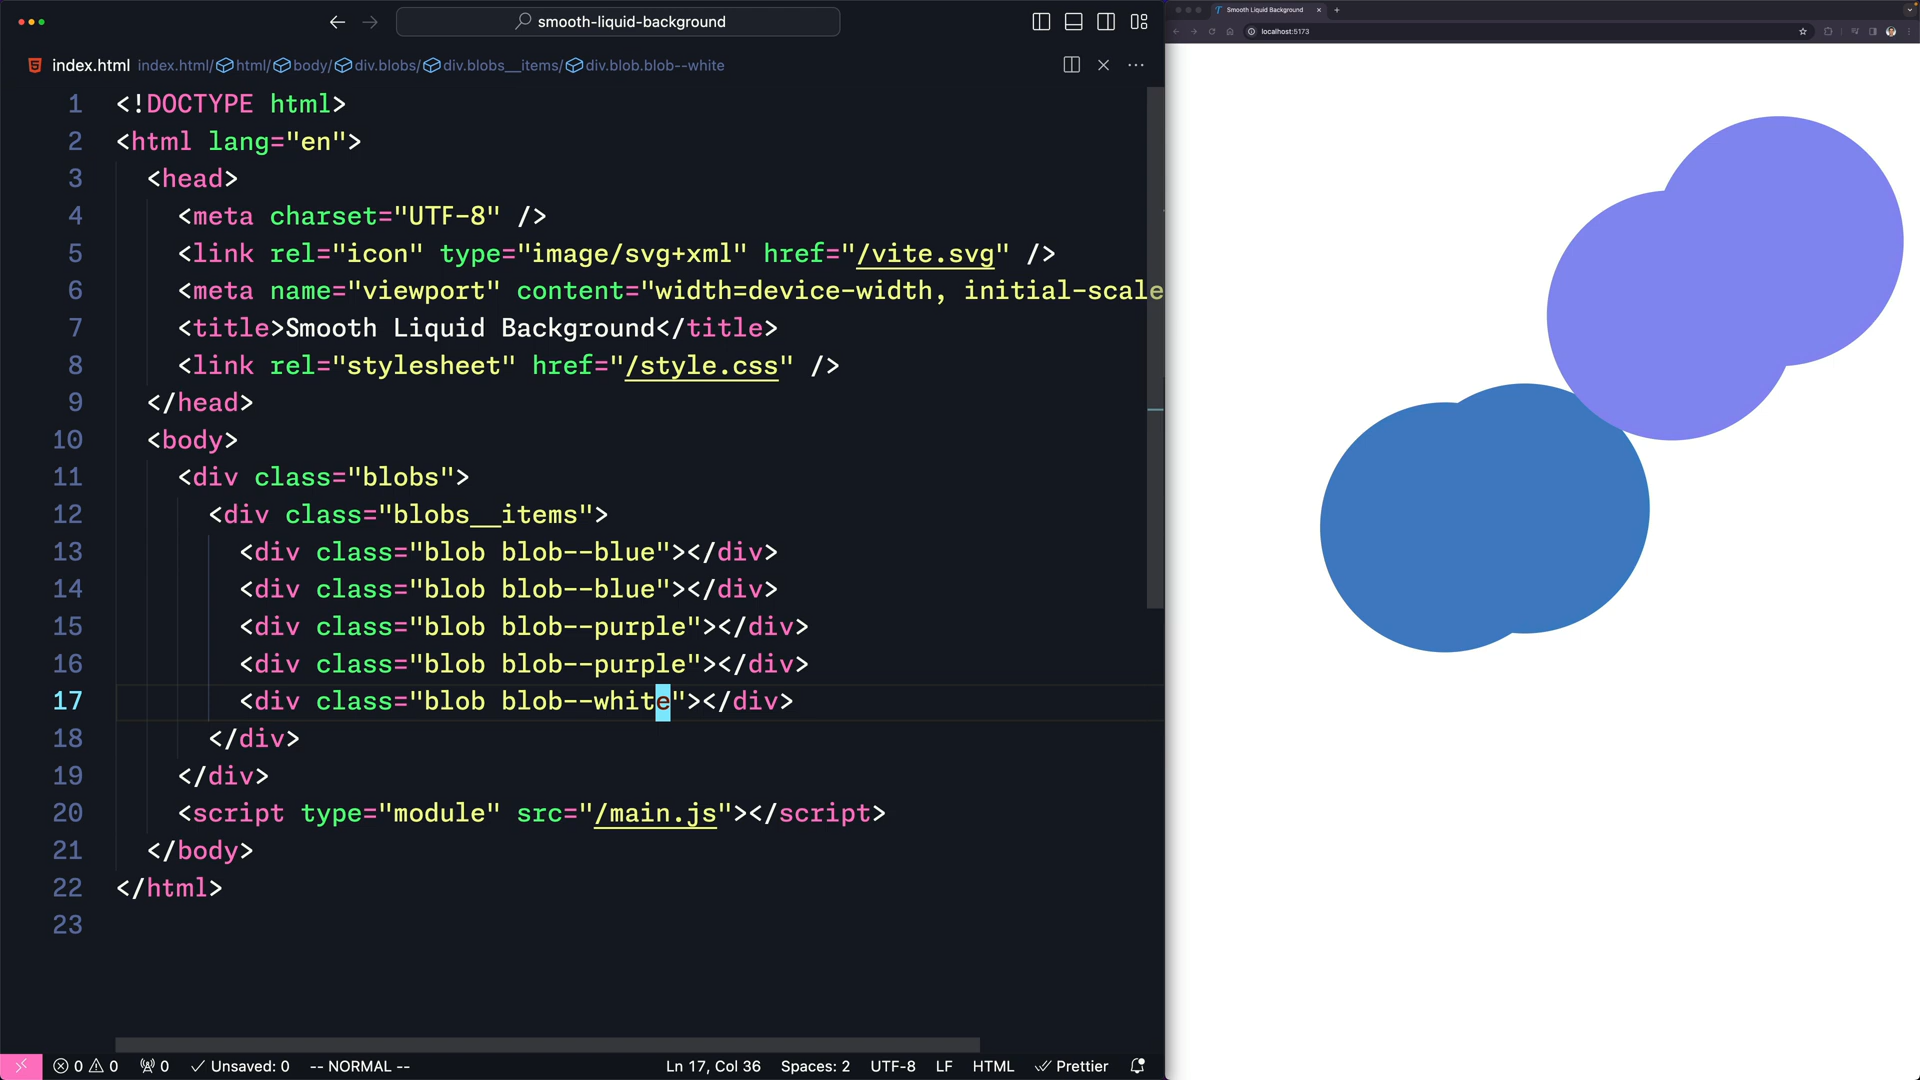 smooth-liquid-background
index.html index.html/html/body/div.blobs/div.blobs__items/div.blob.blob--white
1 <!DOCTYPE html>
2 <html lang="en">
3 <head>
4 <meta charset="UTF-8" />
5 <link rel="icon" type="image/svg+xml" href="/vite.svg" />
6 <meta name="viewport" content="width=device-width, initial-scale
7 <title>Smooth Liquid Background</title>
8 <link rel="stylesheet" href="/style.css" />
9 </head>
10 <body>
11 <div class="blobs">
12 <div class="blobs__items">
13 <div class="blob blob--blue"></div>
14 <div class="blob blob--blue"></div>
15 <div class="blob blob--purple"></div>
16 <div class="blob blob--purple"></div>
17 <div class="blob blob--white"></div>
18 </div>
19 </div>
20 <script type="module" src="/main.js"></script>
21 </body>
22 </html>
23
0 0 0 Unsaved: 0 -- NORMAL -- Ln 17, Col 36 Spaces: 2 UTF-8 LF HTML Prettier
Smooth Liquid Background
localhost:5173